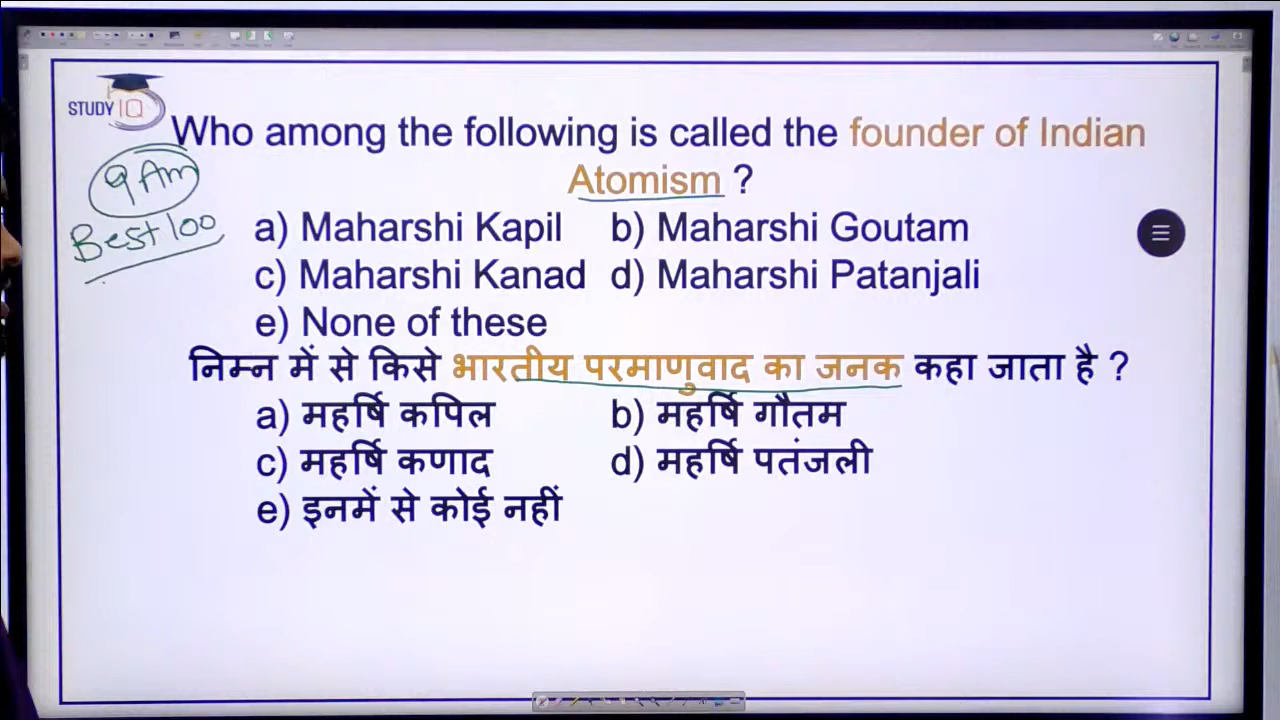 STUDY IQ
Who among the following is called the founder of Indian
Atomism ?
9 Am
Best 100
a) Maharshi Kapil b) Maharshi Goutam
c) Maharshi Kanad d) Maharshi Patanjali
e) None of these
निम्न में से किसे भारतीय परमाणुवाद का जनक कहा जाता है ?
a) महर्षि कपिल b) महर्षि गौतम
c) महर्षि कणाद d) महर्षि पतंजली
e) इनमें से कोई नहीं